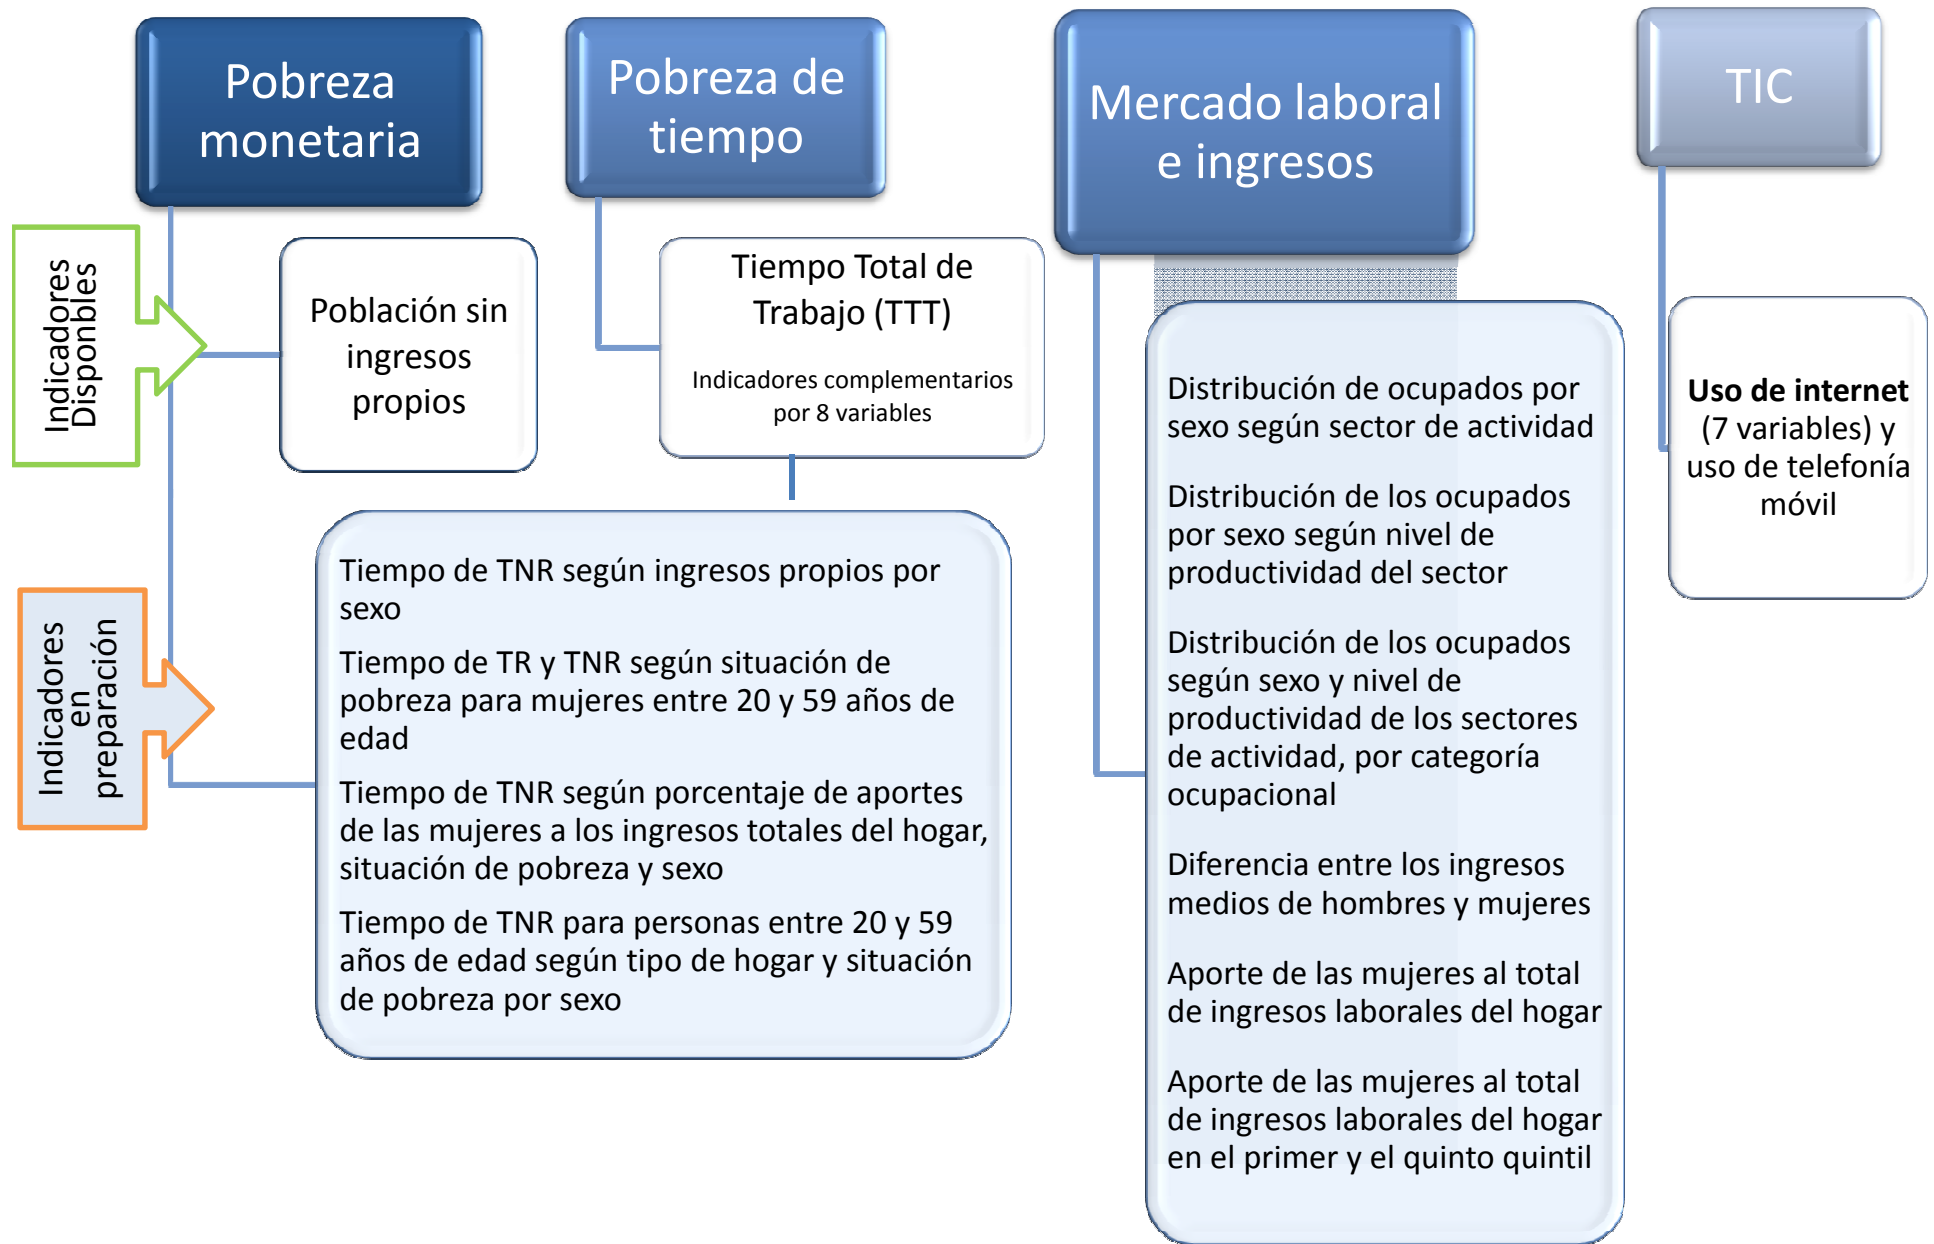 Pobreza
monetaria
Pobreza de
tiempo
Mercado laboral
e ingresos
TIC
Indicadores
Disponbles
Población sin
ingresos
propios
Tiempo Total de
Trabajo (TTT)
Indicadores complementarios
por 8 variables
Indicadores
en
preparación
Tiempo de TNR según ingresos propios por
sexo
Tiempo de TR y TNR según situación de
pobreza para mujeres entre 20 y 59 años de
edad
Tiempo de TNR según porcentaje de aportes
de las mujeres a los ingresos totales del hogar,
situación de pobreza y sexo
Tiempo de TNR para personas entre 20 y 59
años de edad según tipo de hogar y situación
de pobreza por sexo
Distribución de ocupados por
sexo según sector de actividad
Distribución de los ocupados
por sexo según nivel de
productividad del sector
Distribución de los ocupados
según sexo y nivel de
productividad de los sectores
de actividad, por categoría
ocupacional
Diferencia entre los ingresos
medios de hombres y mujeres
Aporte de las mujeres al total
de ingresos laborales del hogar
Aporte de las mujeres al total
de ingresos laborales del hogar
en el primer y el quinto quintil
Uso de internet
(7 variables) y
uso de telefonía
móvil